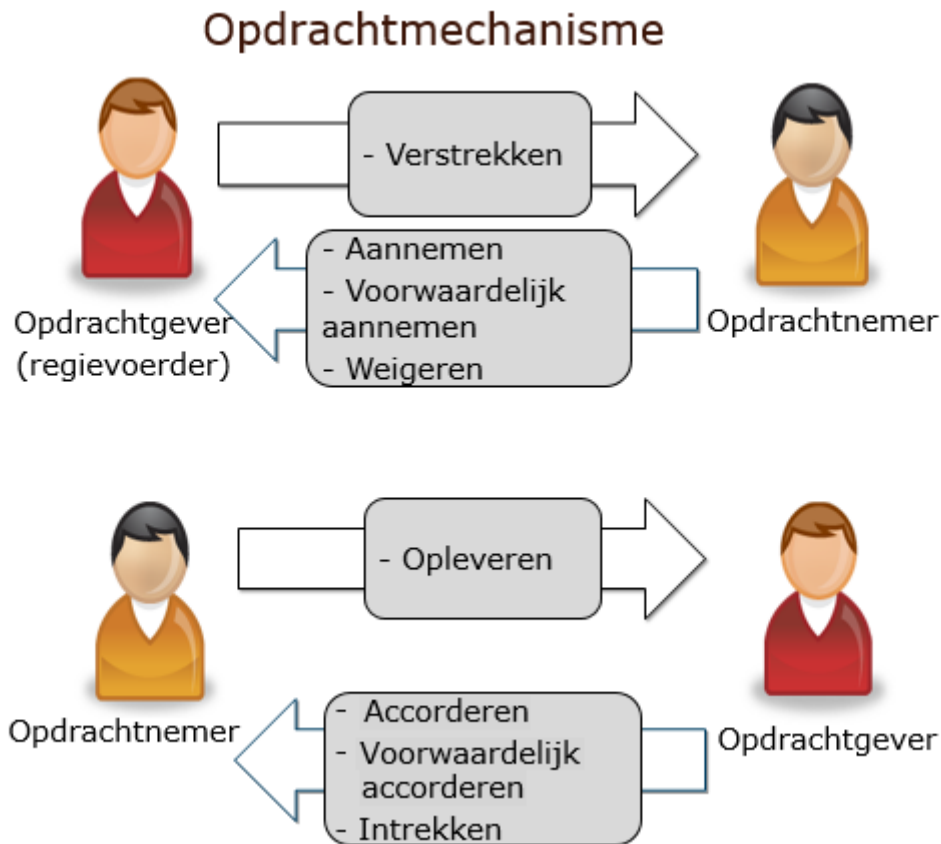 Opdrachtmechanisme
- Verstrekken
- Aannemen
- Voorwaardelijk
aannemen
- Weigeren
Opdrachtgever
(regievoerder)
Opdrachtnemer
- Opleveren
- Accorderen
- Voorwaardelijk
accorderen
- Intrekken
Opdrachtnemer
Opdrachtgever